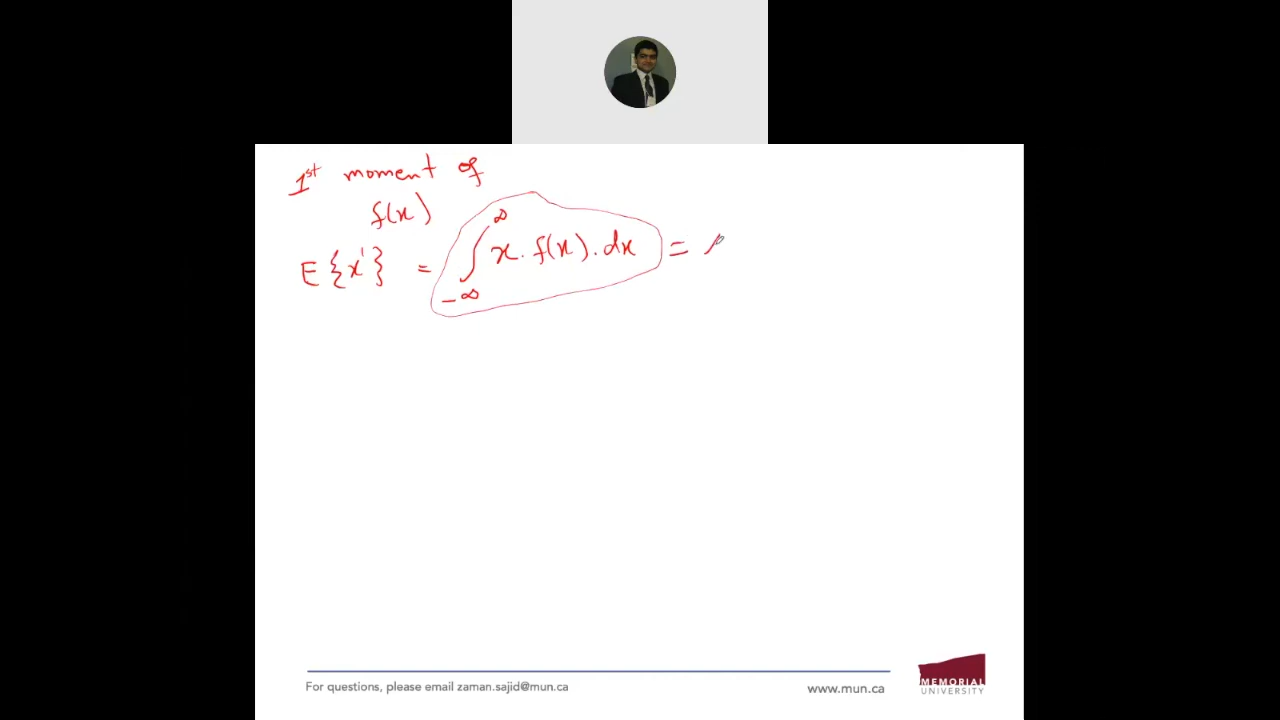 1st moment of
f(x)
E{x¹} = ∫_{-∞}^{∞} x · f(x) · dx =
For questions, please email zaman.sajid@mun.ca
www.mun.ca
MEMORIAL
UNIVERSITY